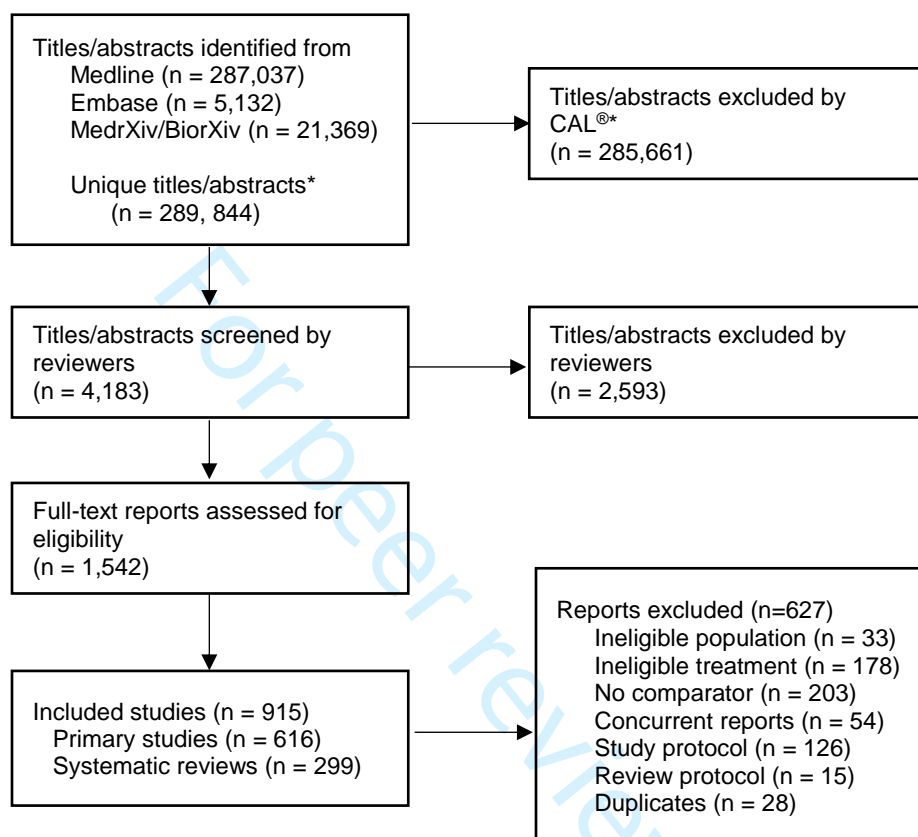 Titles/abstracts identified from
Medline (n = 287,037)
Embase (n = 5,132)
MedrXiv/BiorXiv (n = 21,369)
Unique titles/abstracts*
(n = 289, 844)
Titles/abstracts excluded by
CAL®*
(n = 285,661)
Titles/abstracts screened by
reviewers
(n = 4,183)
Titles/abstracts excluded by
reviewers
(n = 2,593)
Full-text reports assessed for
eligibility
(n = 1,542)
Included studies (n = 915)
Primary studies (n = 616)
Systematic reviews (n = 299)
Reports excluded (n=627)
Ineligible population (n = 33)
Ineligible treatment (n = 178)
No comparator (n = 203)
Concurrent reports (n = 54)
Study protocol (n = 126)
Review protocol (n = 15)
Duplicates (n = 28)
For peer review